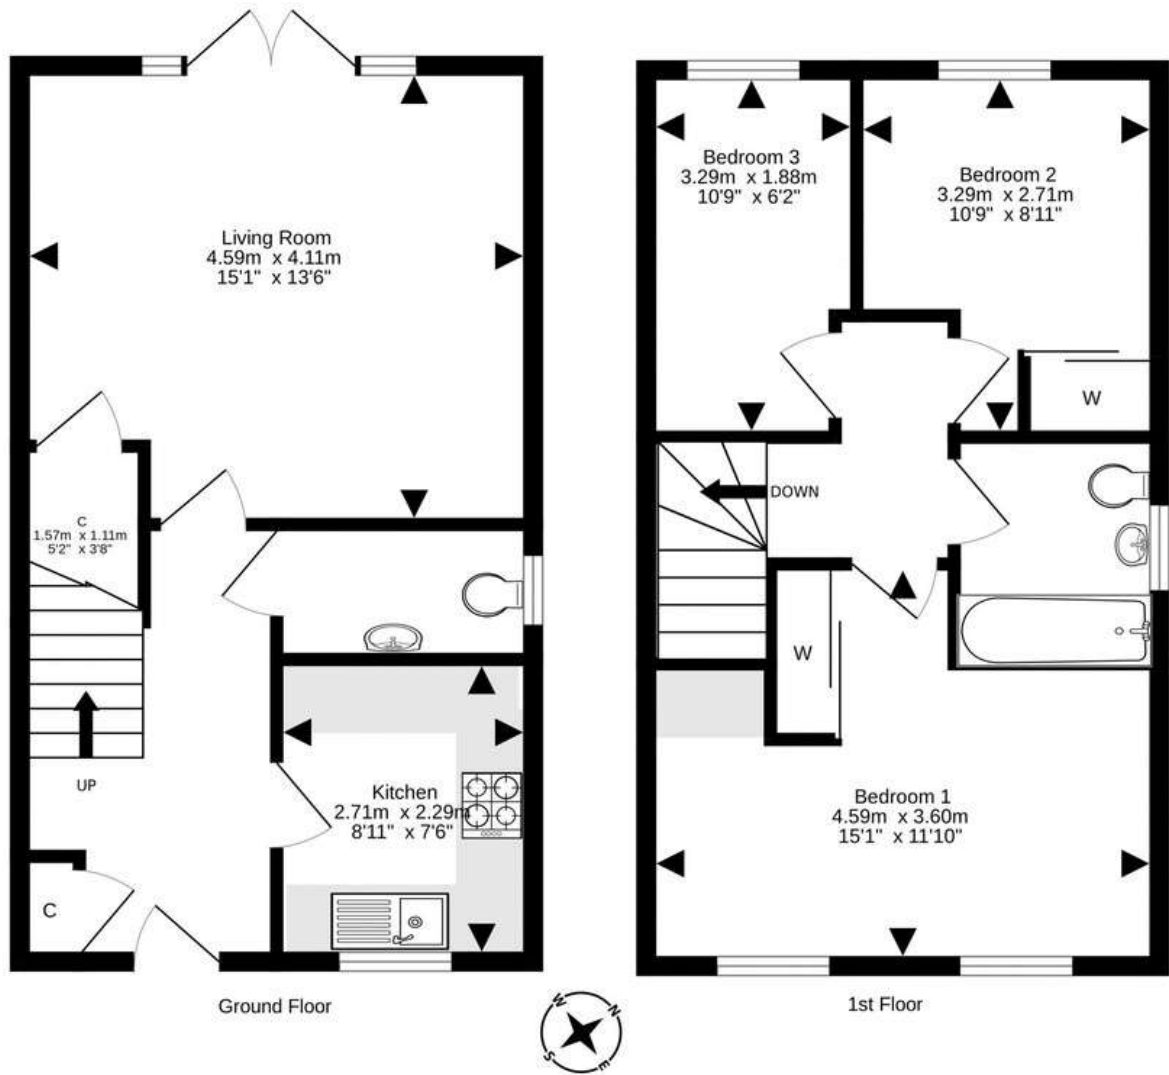 Living Room
4.59m x 4.11m
15'1" x 13'6"
C
1.57m x 1.11m
5'2" x 3'8"
UP
Kitchen
2.71m x 2.29m
8'11" x 7'6"
C
Ground Floor
Bedroom 3
3.29m x 1.88m
10'9" x 6'2"
Bedroom 2
3.29m x 2.71m
10'9" x 8'11"
W
DOWN
W
Bedroom 1
4.59m x 3.60m
15'1" x 11'10"
1st Floor
W
N
S
E